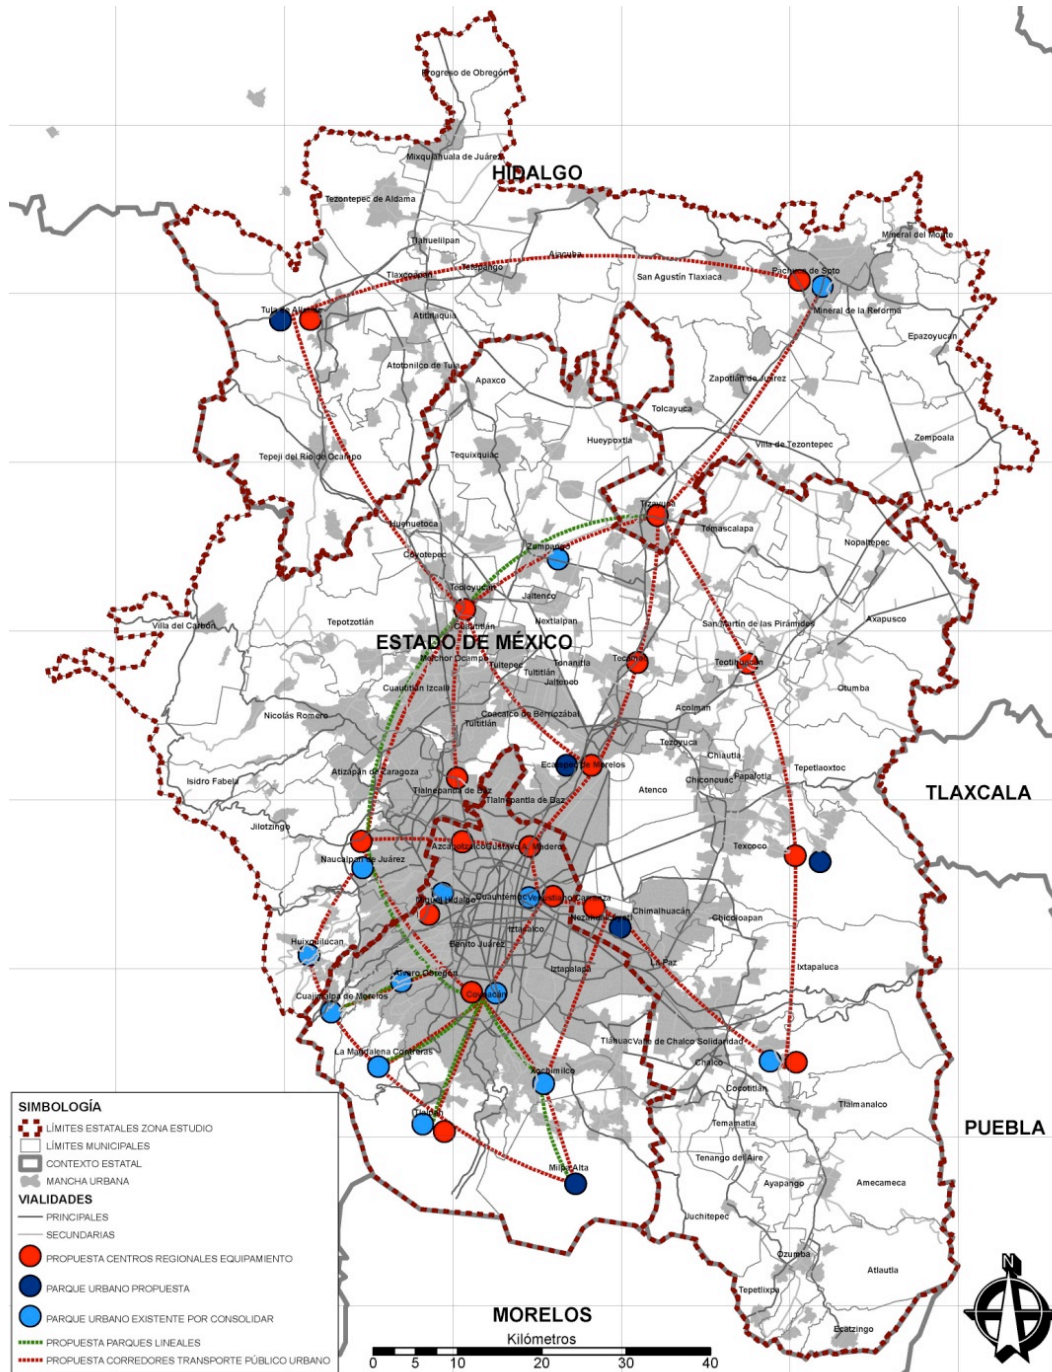 Progreso de Obregón
Mixquiahuala de Juárez
HIDALGO
Tezontepec de Aldama
Mineral del Monte
Tlahuelilpan
Ajacuba
Tlaxcoapan
Tetepango
San Agustín Tlaxiaca
Pachuca de Soto
Tula de Allende
Atitalaquia
Mineral de la Reforma
Epazoyucan
Atotonilco de Tula
Apaxco
Zapotlán de Juárez
Tolcayuca
Hueypoxtla
Villa de Tezontepec
Zempoala
Tepeji del Río de Ocampo
Tequixquiac
Tizayuca
Huehuetoca
Temascalapa
Nopaltepec
Coyotepec
Zumpango
Teoloyucan
Jaltenco
Axapusco
Villa del Carbón
Tepotzotlán
Cuautitlán
Nextlalpan
San Martín de las Pirámides
ESTADO DE MÉXICO
Melchor Ocampo
Tultepec
Tonanitla
Tecámac
Teotihuacán
Cuautitlán Izcalli
Tultitlán
Jaltenco
Otumba
Nicolás Romero
Coacalco de Berriozábal
Acolman
Tultitlán
Tezoyuca
Chiautla
Atizapán de Zaragoza
Ecatepec de Morelos
Chiconcuac
Papalotla
Tepetlaoxtoc
Isidro Fabela
Tlalnepantla de Baz
Tlalnepantla de Baz
Atenco
TLAXCALA
Jilotzingo
Azcapotzalco
Gustavo A. Madero
Texcoco
Naucalpan de Juárez
Miguel Hidalgo
Cuauhtémoc
Venustiano Carranza
Nezahualcóyotl
Chimalhuacán
Chicoloapan
Iztacalco
Huixquilucan
Benito Juárez
La Paz
Iztapalapa
Ixtapaluca
Álvaro Obregón
Cuajimalpa de Morelos
Coyoacán
Tláhuac
Valle de Chalco Solidaridad
La Magdalena Contreras
Chalco
Xochimilco
Cocotitlán
Tlalmanalco
Tlalpan
Temamatla
PUEBLA
Milpa Alta
Tenango del Aire
Ayapango
Amecameca
Juchitepec
Ozumba
Atlautla
Tepetlixpa
Ecatzingo
MORELOS
Kilómetros
0 5 10 20 30 40
N
SIMBOLOGÍA
LÍMITES ESTATALES ZONA ESTUDIO
LÍMITES MUNICIPALES
CONTEXTO ESTATAL
MANCHA URBANA
VIALIDADES
PRINCIPALES
SECUNDARIAS
PROPUESTA CENTROS REGIONALES EQUIPAMIENTO
PARQUE URBANO PROPUESTA
PARQUE URBANO EXISTENTE POR CONSOLIDAR
PROPUESTA PARQUES LINEALES
PROPUESTA CORREDORES TRANSPORTE PÚBLICO URBANO